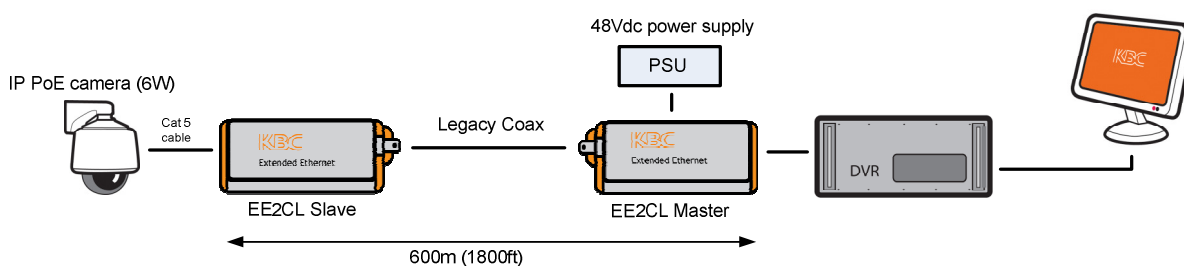 48Vdc power supply
PSU
IP PoE camera (6W)
Cat 5
cable
KBC
Extended Ethernet
EE2CL Slave
Legacy Coax
KBC
Extended Ethernet
EE2CL Master
DVR
KBC
600m (1800ft)